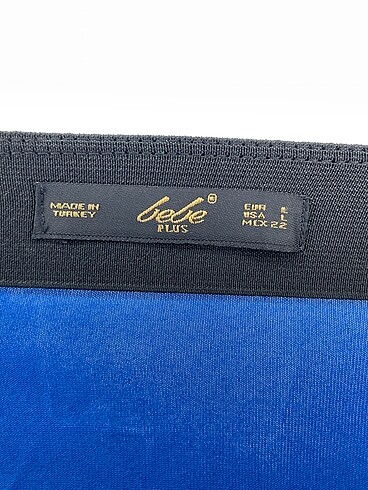 MADE IN
TURKEY
bebe®
PLUS
EUR L
USA L
MEX 22